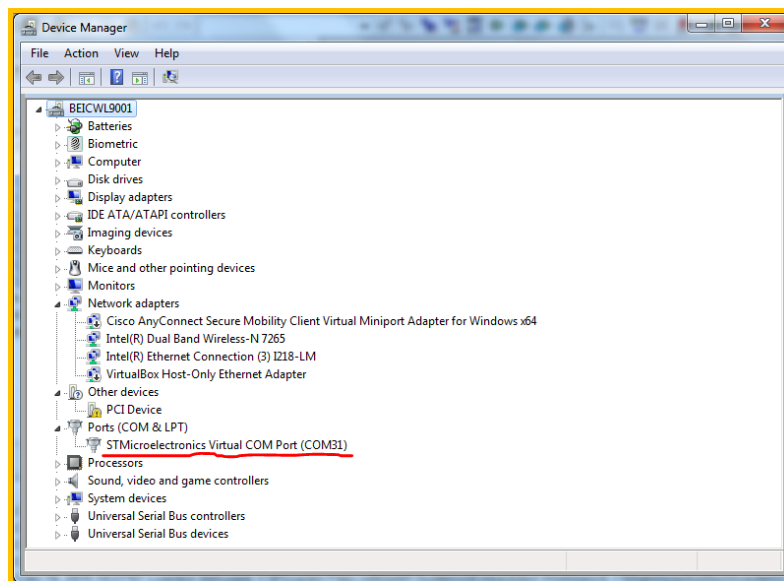 Device Manager
File Action View Help
BEICWL9001
Batteries
Biometric
Computer
Disk drives
Display adapters
IDE ATA/ATAPI controllers
Imaging devices
Keyboards
Mice and other pointing devices
Monitors
Network adapters
Cisco AnyConnect Secure Mobility Client Virtual Miniport Adapter for Windows x64
Intel(R) Dual Band Wireless-N 7265
Intel(R) Ethernet Connection (3) I218-LM
VirtualBox Host-Only Ethernet Adapter
Other devices
PCI Device
Ports (COM & LPT)
STMicroelectronics Virtual COM Port (COM31)
Processors
Sound, video and game controllers
System devices
Universal Serial Bus controllers
Universal Serial Bus devices